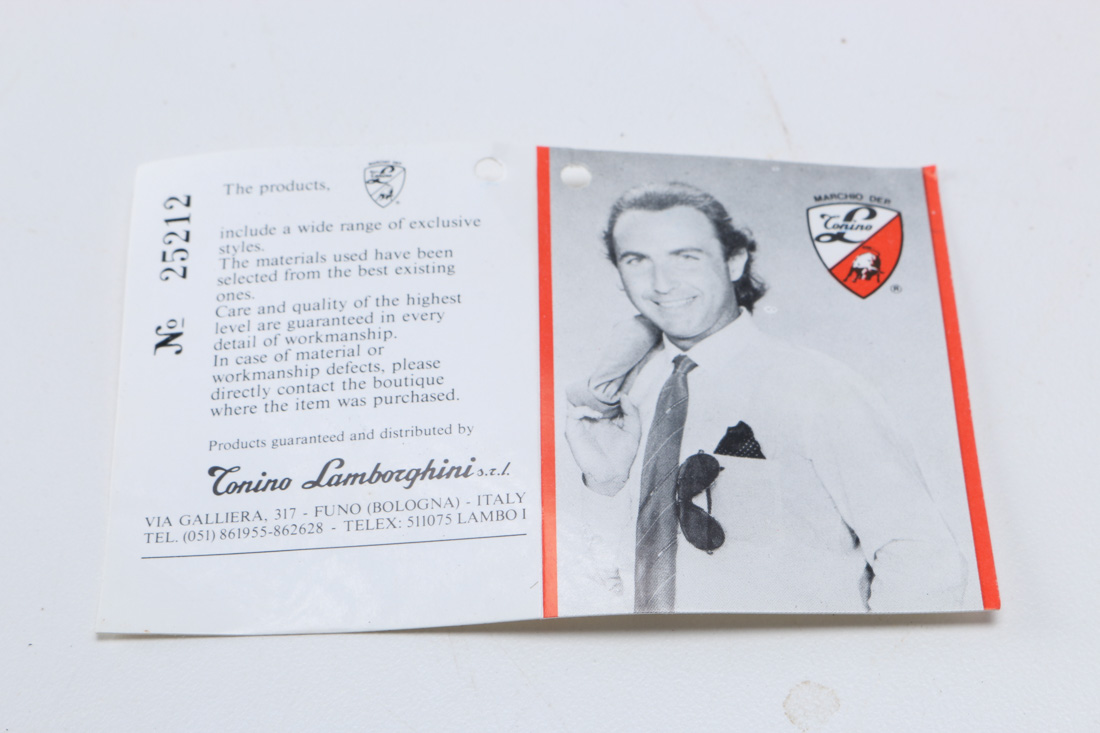 No 25212
The products,
include a wide range of exclusive
styles.
The materials used have been
selected from the best existing
ones.
Care and quality of the highest
level are guaranteed in every
detail of workmanship.
In case of material or
workmanship defects, please
directly contact the boutique
where the item was purchased.
Products guaranteed and distributed by
Tonino Lamborghini s.r.l.
VIA GALLIERA, 317 - FUNO (BOLOGNA) - ITALY
TEL. (051) 861955-862628 - TELEX: 511075 LAMBO I
MARCHIO DEP.
Tonino
L
®